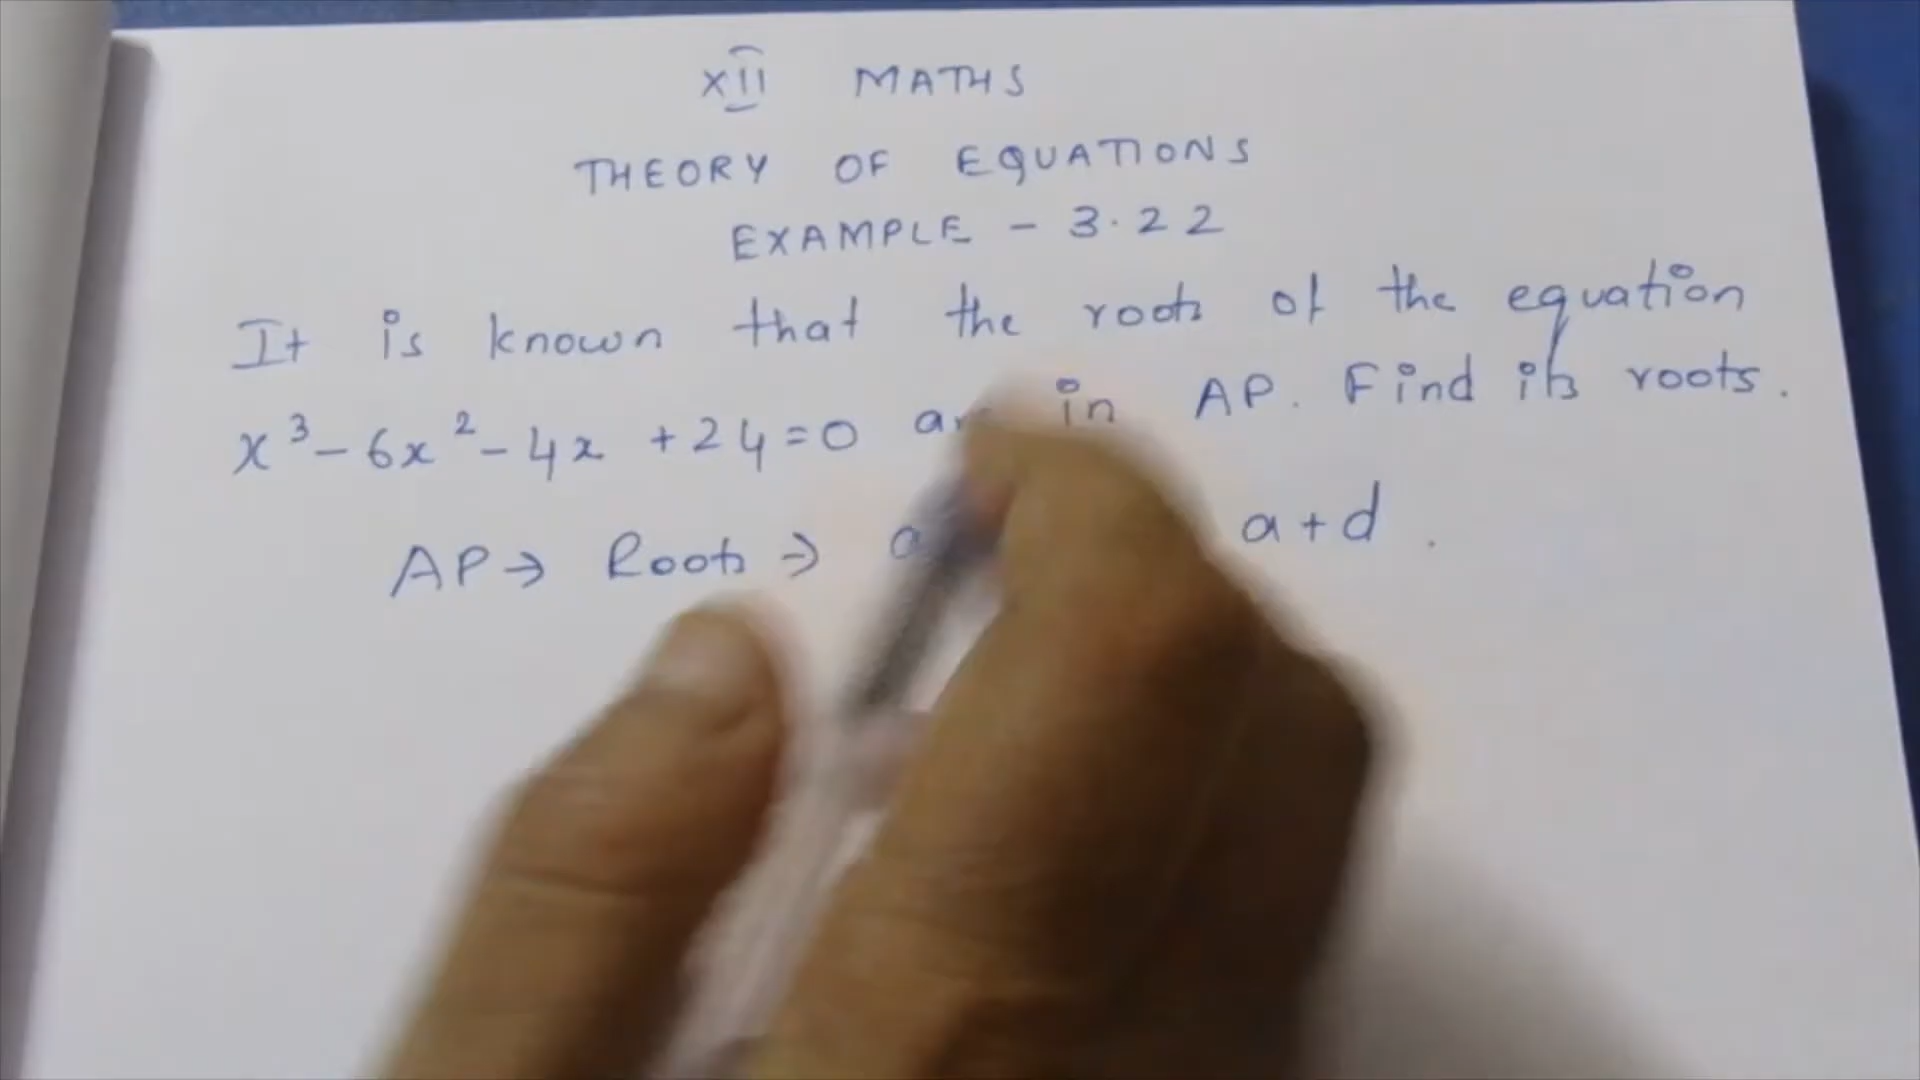 XII MATHS
THEORY OF EQUATIONS
EXAMPLE - 3.22
It is known that the roots of the equation
x³ - 6x² - 4x + 24 = 0 in AP. Find its roots.
AP → Roots → a a+d .